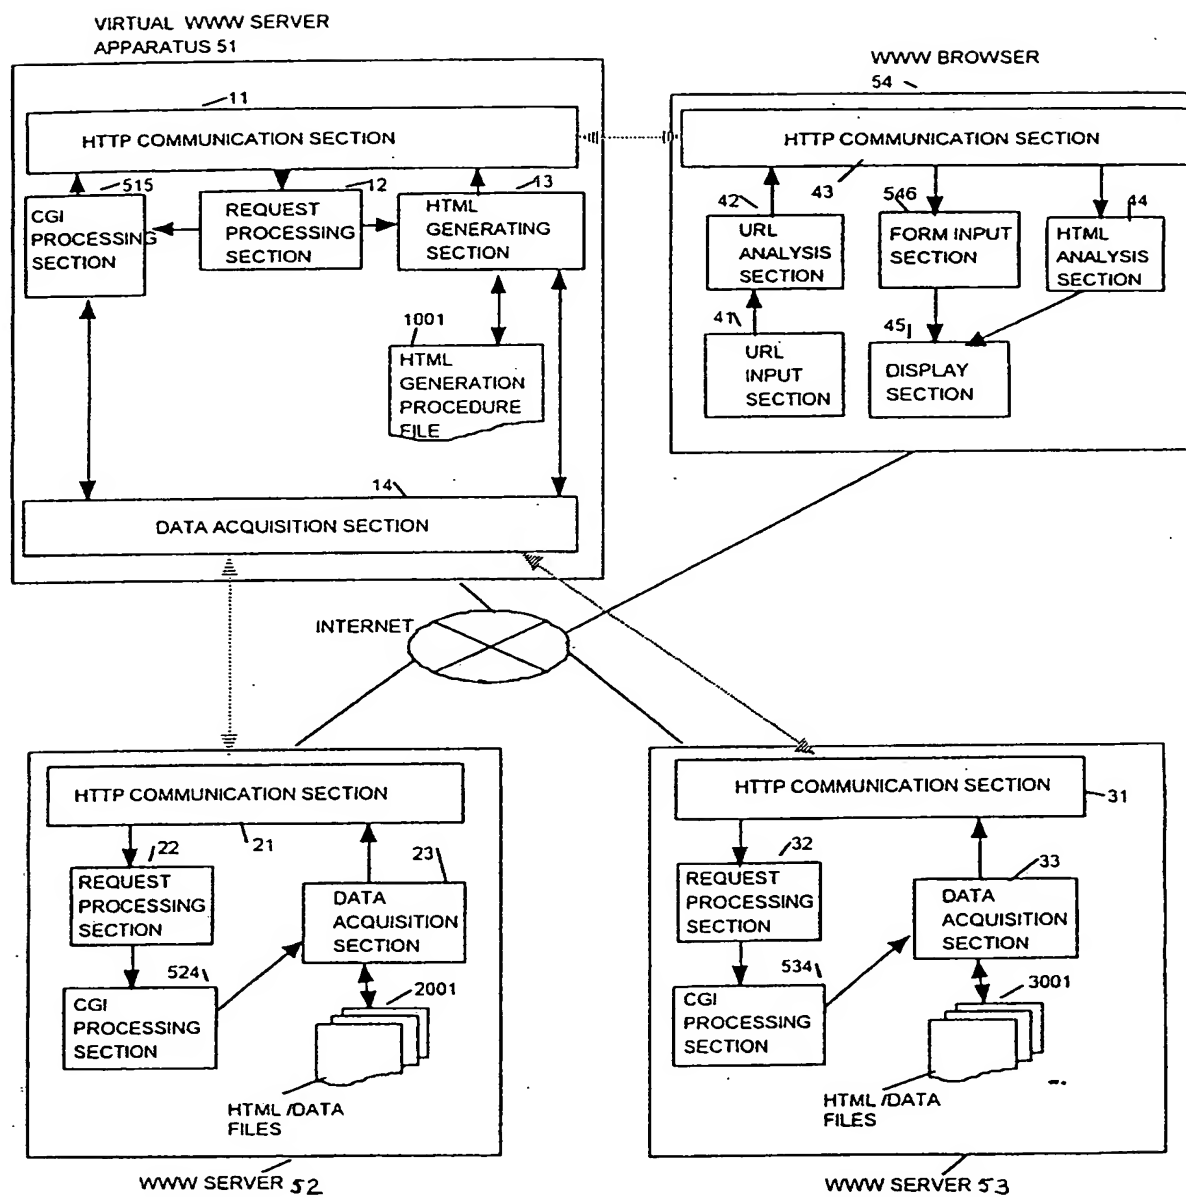 VIRTUAL WWW SERVER
APPARATUS 51
11
HTTP COMMUNICATION SECTION
515
CGI
PROCESSING
SECTION
12
REQUEST
PROCESSING
SECTION
13
HTML
GENERATING
SECTION
1001
HTML
GENERATION
PROCEDURE
FILE
14
DATA ACQUISITION SECTION
WWW BROWSER
54
HTTP COMMUNICATION SECTION
43
42
URL
ANALYSIS
SECTION
546
FORM INPUT
SECTION
44
HTML
ANALYSIS
SECTION
41
URL
INPUT
SECTION
45
DISPLAY
SECTION
INTERNET
HTTP COMMUNICATION SECTION
21
22
REQUEST
PROCESSING
SECTION
23
DATA
ACQUISITION
SECTION
524
CGI
PROCESSING
SECTION
2001
HTML /DATA
FILES
WWW SERVER 52
HTTP COMMUNICATION SECTION
31
32
REQUEST
PROCESSING
SECTION
33
DATA
ACQUISITION
SECTION
534
CGI
PROCESSING
SECTION
3001
HTML /DATA
FILES
WWW SERVER 53